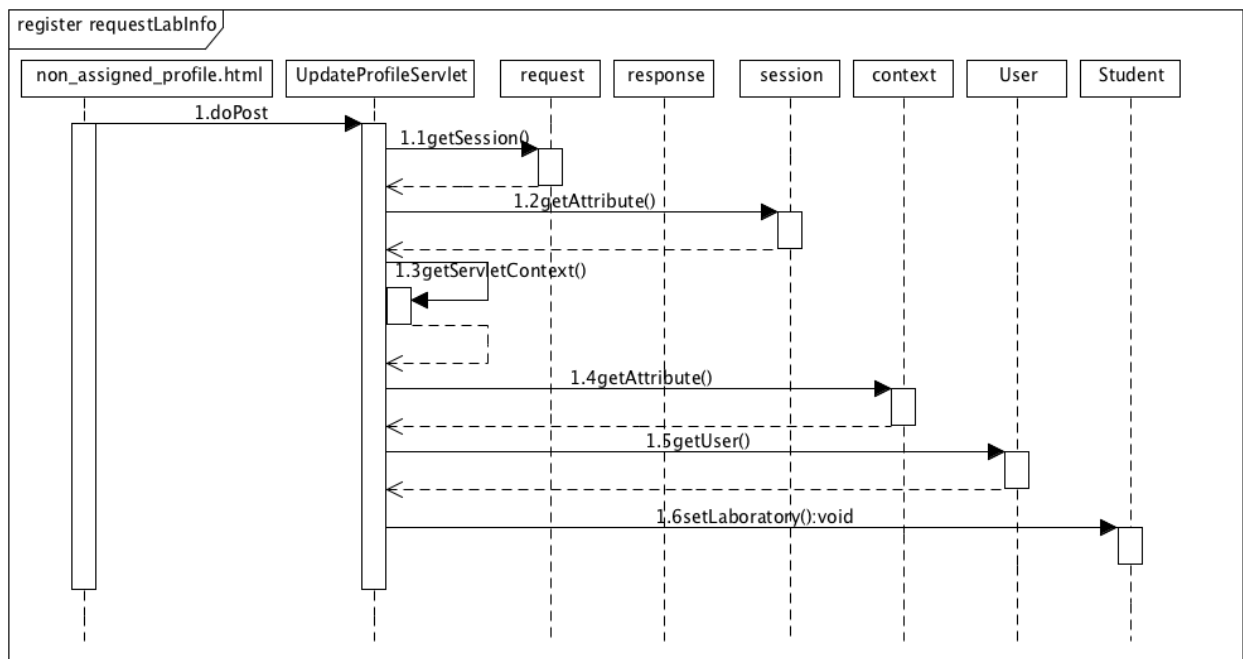 register requestLabInfo
non_assigned_profile.html
UpdateProfileServlet
request
response
session
context
User
Student
1.doPost
1.1getSession()
1.2getAttribute()
1.3getServletContext()
1.4getAttribute()
1.5getUser()
1.6setLaboratory():void